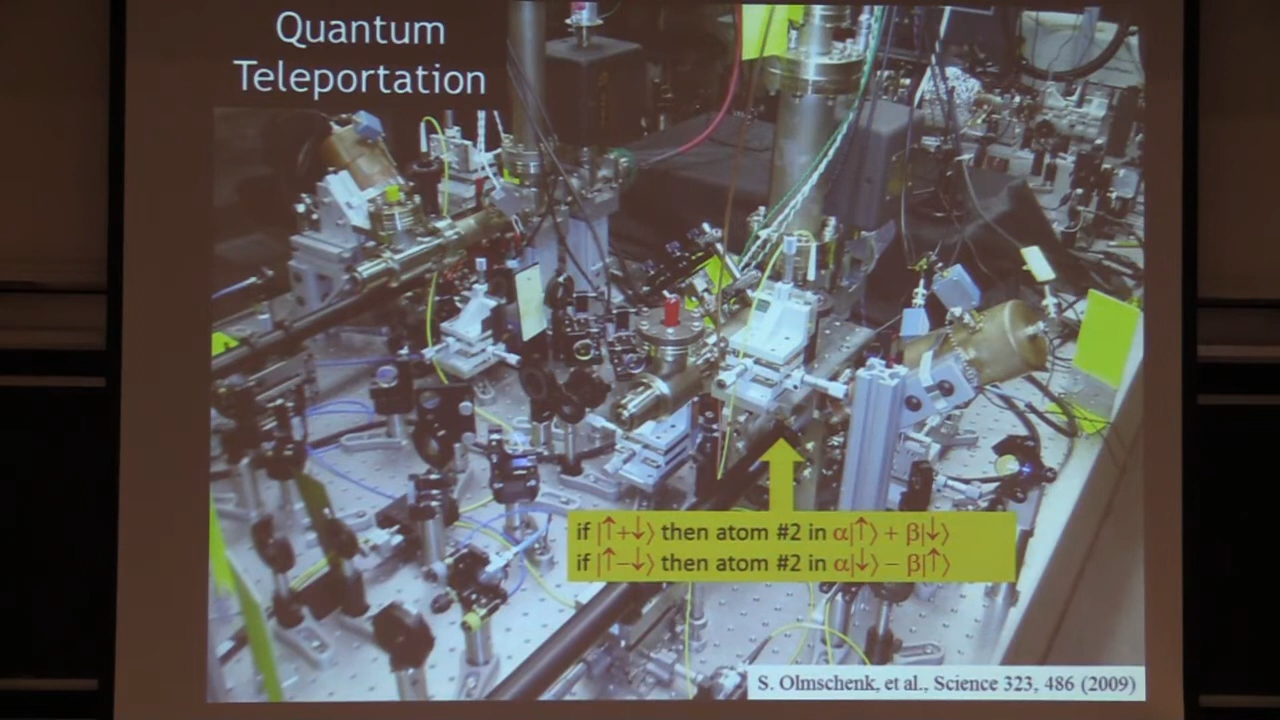 Quantum
Teleportation
if |↑+↓⟩ then atom #2 in α|↑⟩ + β|↓⟩
if |↑−↓⟩ then atom #2 in α|↓⟩ − β|↑⟩
S. Olmschenk, et al., Science 323, 486 (2009)